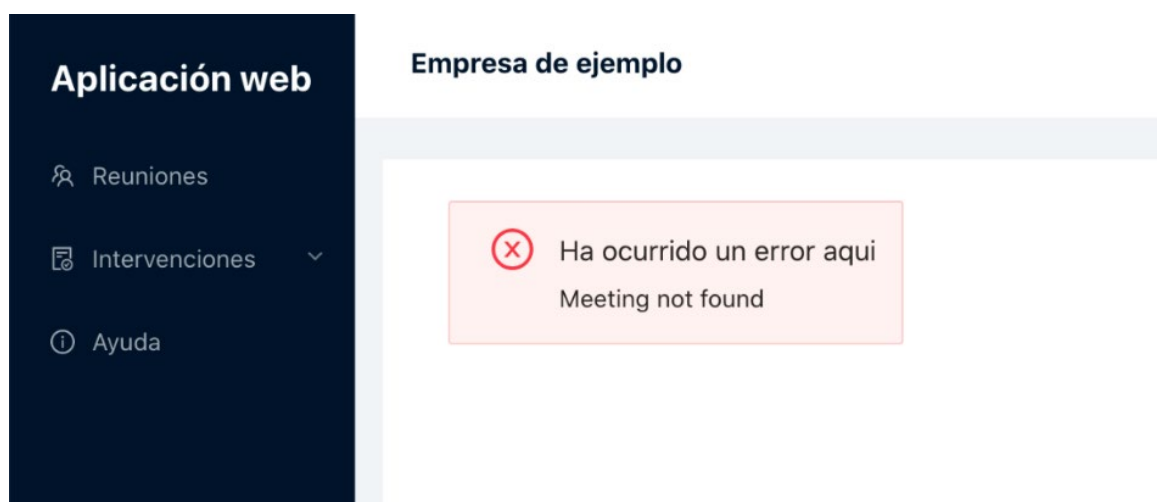 Aplicación web
Empresa de ejemplo
Reuniones
Intervenciones
Ayuda
Ha ocurrido un error aqui
Meeting not found